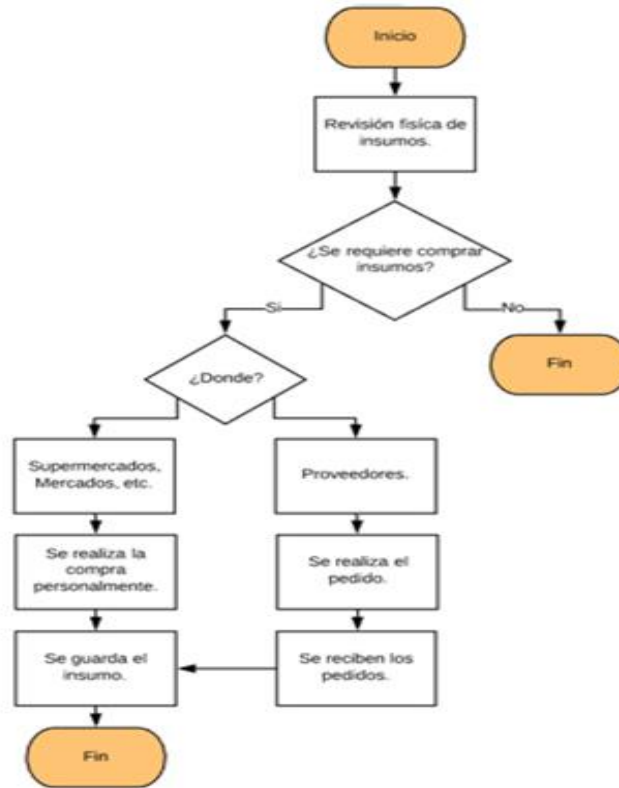 Inicio
Revisión fisíca de
insumos.
¿Se requiere comprar
insumos?
Si
No
Fin
¿Donde?
Supermercados,
Mercados, etc.
Proveedores.
Se realiza la
compra
personalmente.
Se realiza el
pedido.
Se guarda el
insumo.
Se reciben los
pedidos.
Fin